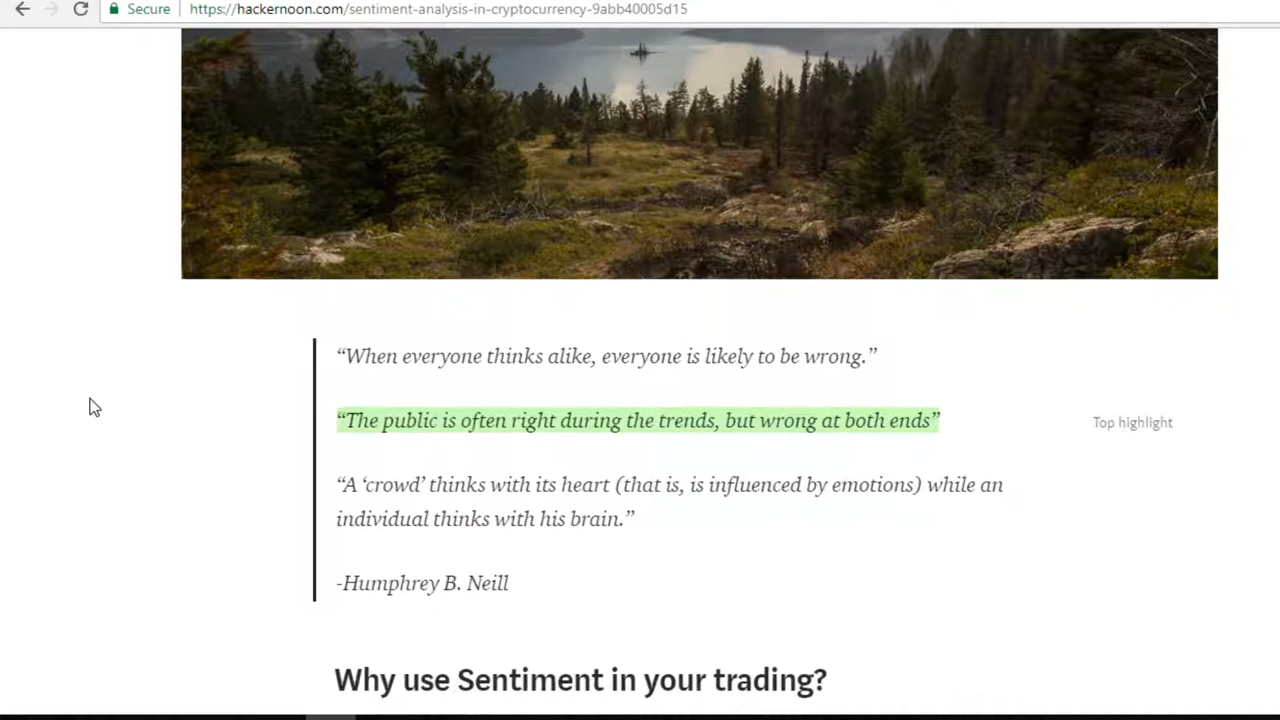 Secure https://hackernoon.com/sentiment-analysis-in-cryptocurrency-9abb40005d15
“When everyone thinks alike, everyone is likely to be wrong.”
“The public is often right during the trends, but wrong at both ends”
Top highlight
“A ‘crowd’ thinks with its heart (that is, is influenced by emotions) while an
individual thinks with his brain.”
-Humphrey B. Neill
Why use Sentiment in your trading?